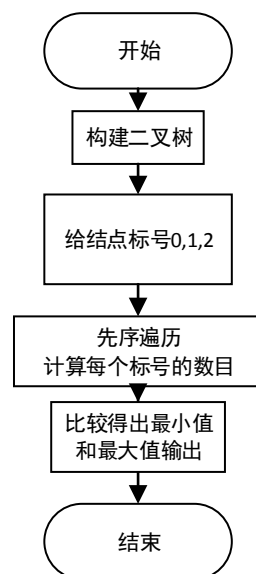 开始
构建二叉树
给结点标号0,1,2
先序遍历
计算每个标号的数目
比较得出最小值
和最大值输出
结束